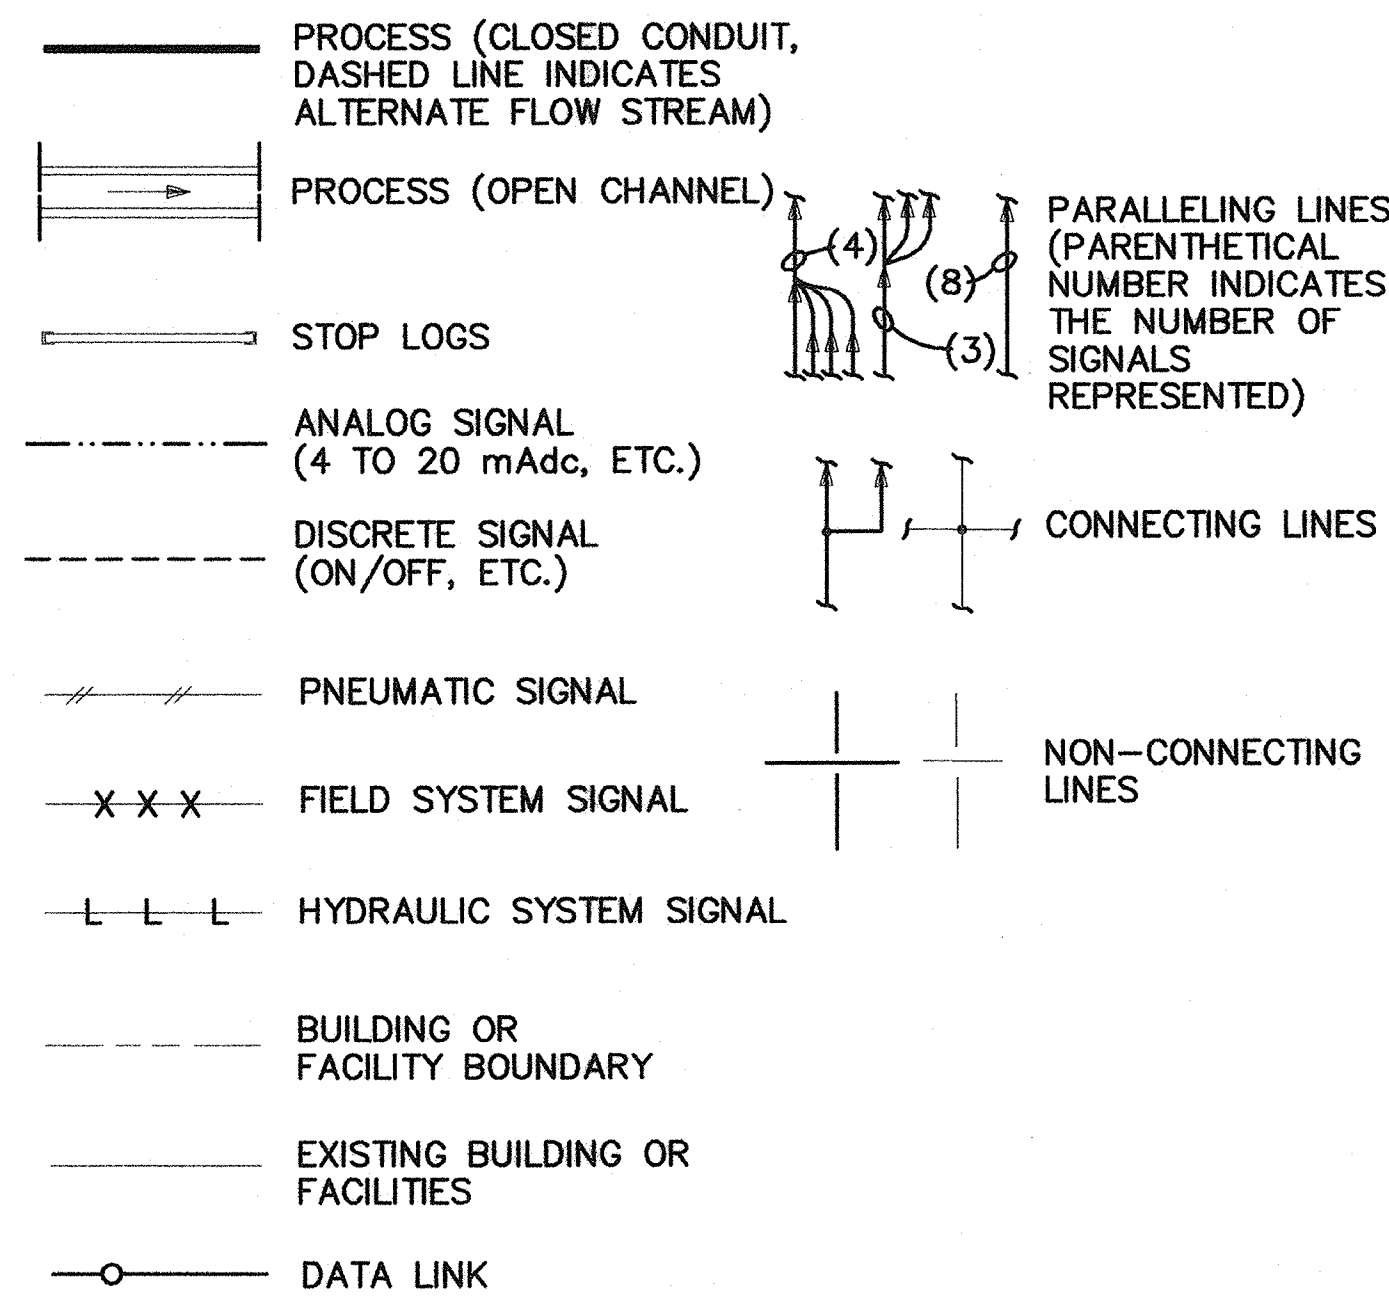 PROCESS (CLOSED CONDUIT,
DASHED LINE INDICATES
ALTERNATE FLOW STREAM)
PROCESS (OPEN CHANNEL)
STOP LOGS
ANALOG SIGNAL
(4 TO 20 mAdc, ETC.)
DISCRETE SIGNAL
(ON/OFF, ETC.)
PNEUMATIC SIGNAL
X X X
FIELD SYSTEM SIGNAL
L L L
HYDRAULIC SYSTEM SIGNAL
BUILDING OR
FACILITY BOUNDARY
EXISTING BUILDING OR
FACILITIES
DATA LINK
(4)
(8)
(3)
PARALLELING LINES
(PARENTHETICAL
NUMBER INDICATES
THE NUMBER OF
SIGNALS
REPRESENTED)
CONNECTING LINES
NON-CONNECTING
LINES